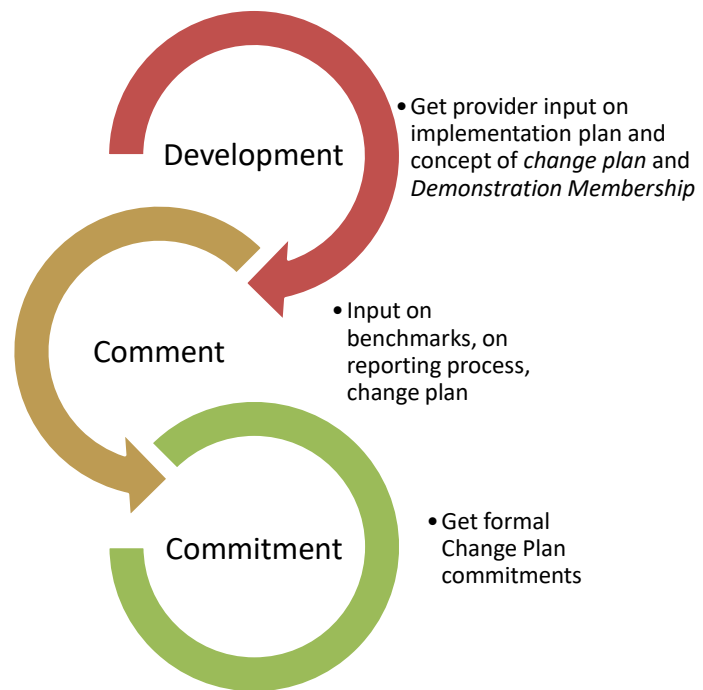 Development
• Get provider input on
implementation plan and
concept of change plan and
Demonstration Membership
Comment
• Input on
benchmarks, on
reporting process,
change plan
Commitment
• Get formal
Change Plan
commitments